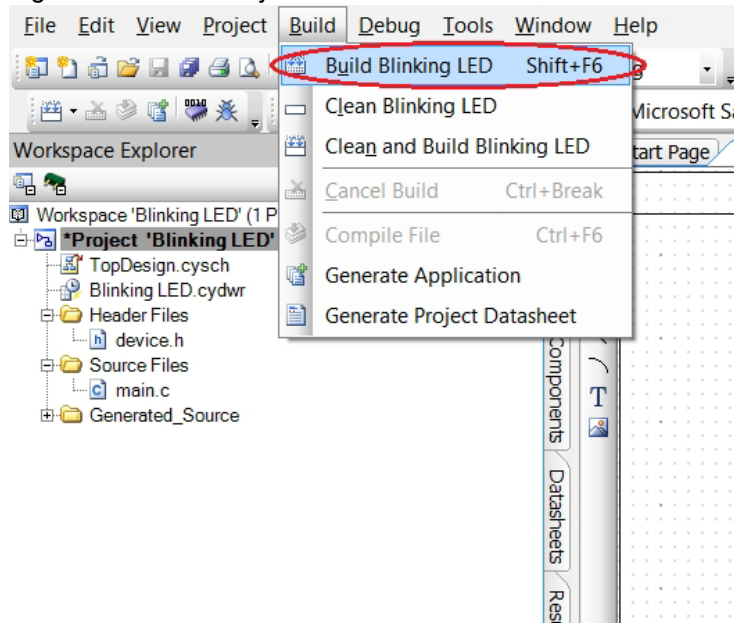 File Edit View Project Build Debug Tools Window Help
Build Blinking LED Shift+F6
Clean Blinking LED
Clean and Build Blinking LED
Cancel Build Ctrl+Break
Compile File Ctrl+F6
Generate Application
Generate Project Datasheet
Microsoft
Workspace Explorer
tart Page
Workspace 'Blinking LED' (1 P
*Project 'Blinking LED'
TopDesign.cysch
Blinking LED.cydwr
Header Files
h device.h
Source Files
c main.c
Generated_Source
Components
T
Datasheets